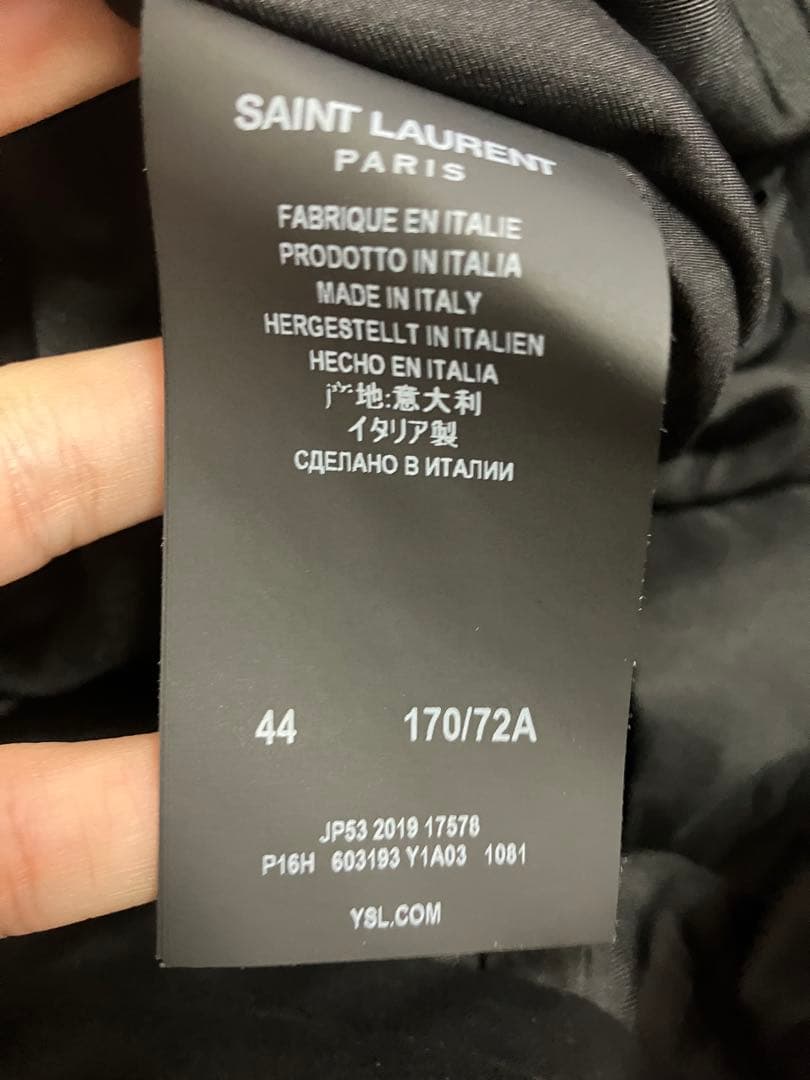 SAINT LAURENT
PARIS
FABRIQUE EN ITALIE
PRODOTTO IN ITALIA
MADE IN ITALY
HERGESTELLT IN ITALIEN
HECHO EN ITALIA
产地:意大利
イタリア製
СДЕЛАНО В ИТАЛИИ
44 170/72A
JP53 2019 17578
P16H 603193 Y1A03 1081
YSL.COM